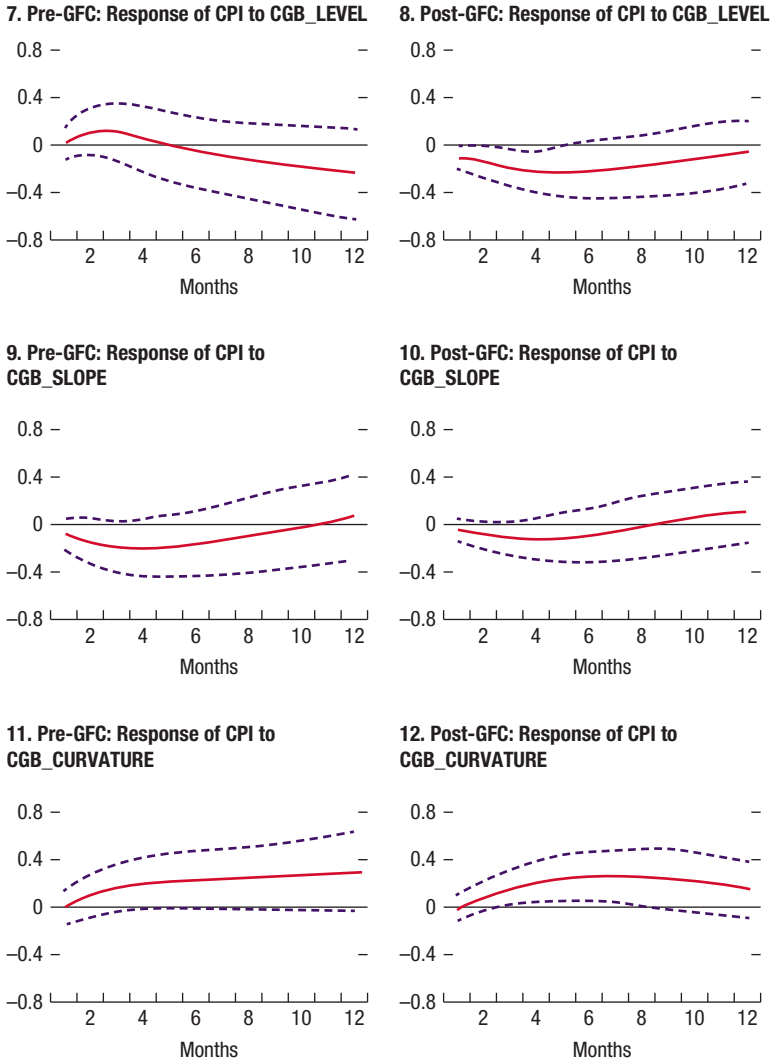 7. Pre-GFC: Response of CPI to CGB_LEVEL
0.8
0.4
0
–0.4
–0.8
2 4 6 8 10 12
Months
8. Post-GFC: Response of CPI to CGB_LEVEL
0.8
0.4
0
–0.4
–0.8
2 4 6 8 10 12
Months
9. Pre-GFC: Response of CPI to
CGB_SLOPE
0.8
0.4
0
–0.4
–0.8
2 4 6 8 10 12
Months
10. Post-GFC: Response of CPI to
CGB_SLOPE
0.8
0.4
0
–0.4
–0.8
2 4 6 8 10 12
Months
11. Pre-GFC: Response of CPI to
CGB_CURVATURE
0.8
0.4
0
–0.4
–0.8
2 4 6 8 10 12
Months
12. Post-GFC: Response of CPI to
CGB_CURVATURE
0.8
0.4
0
–0.4
–0.8
2 4 6 8 10 12
Months